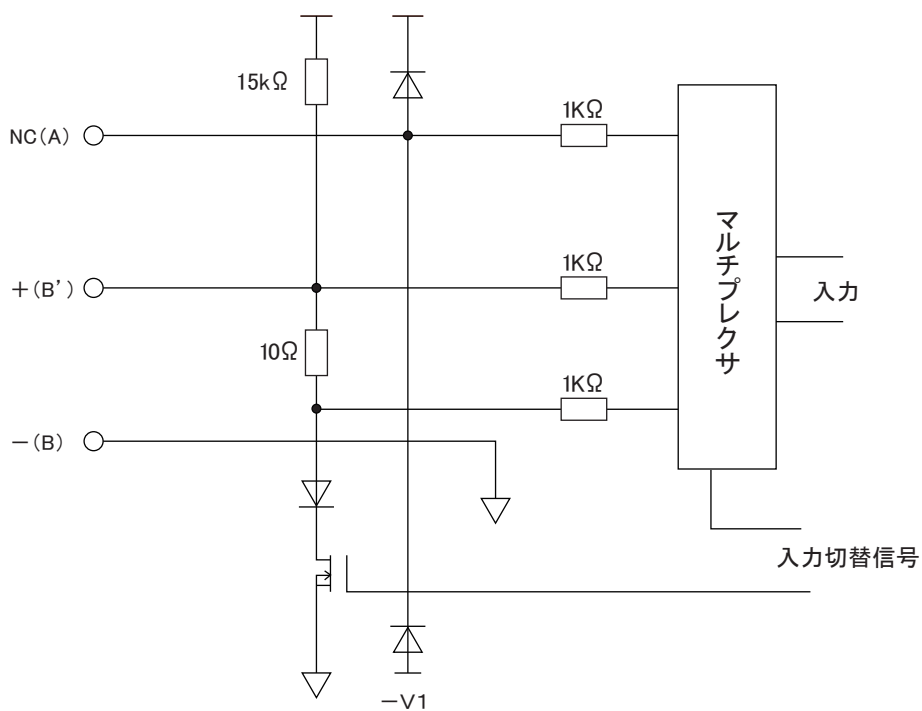 15kΩ
1KΩ
NC(A)
マルチプレクサ
1KΩ
+(B')
入力
10Ω
1KΩ
-(B)
入力切替信号
-V1